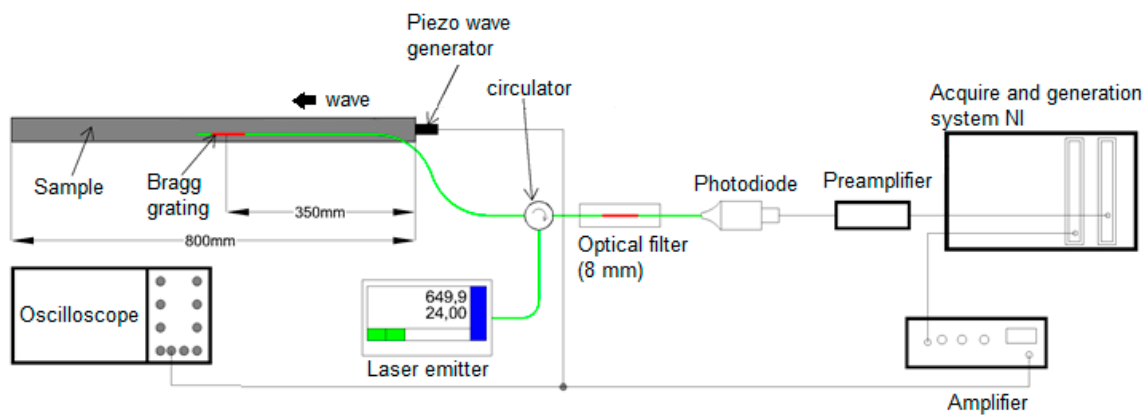 Piezo wave
generator
circulator
wave
Acquire and generation
system NI
Sample
Bragg
grating
350mm
800mm
Photodiode
Preamplifier
Optical filter
(8 mm)
Oscilloscope
649,9
24,00
Laser emitter
Amplifier